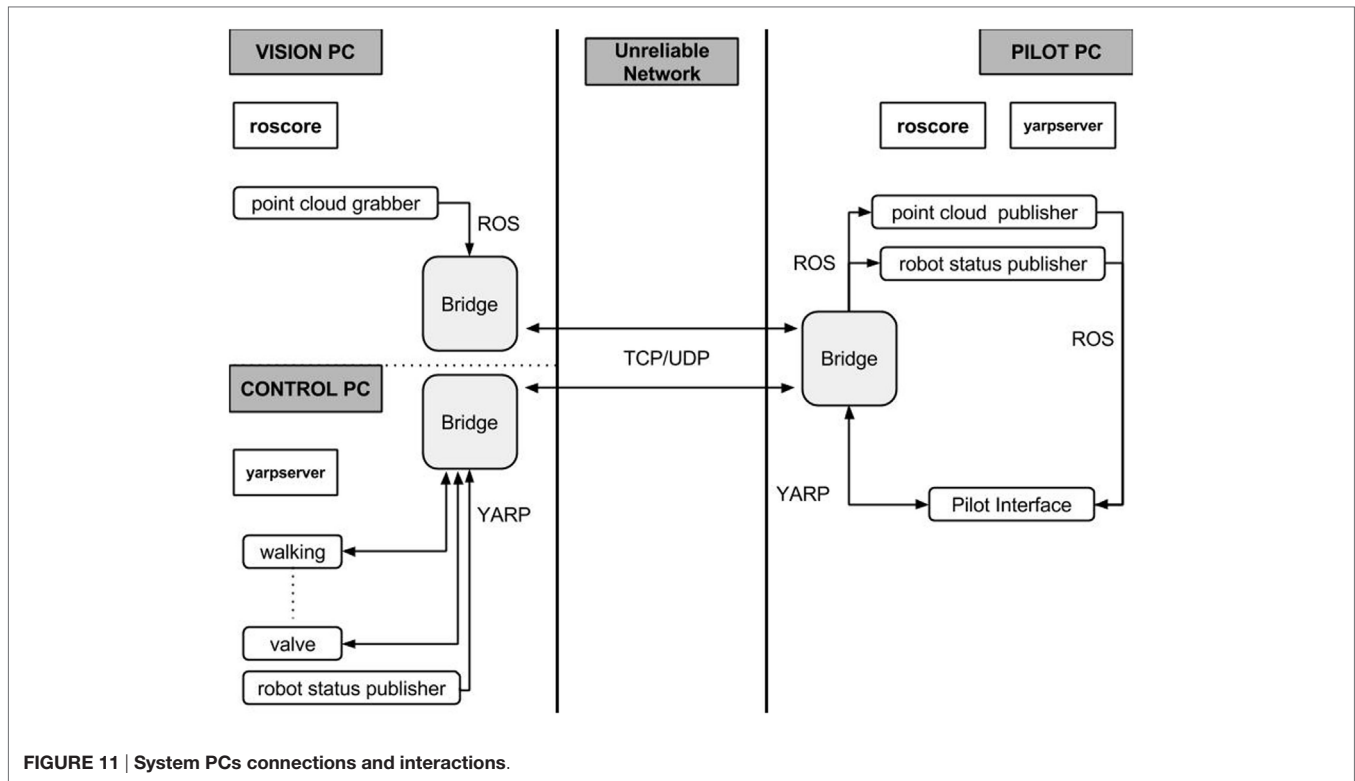 VISION PC
Unreliable
Network
PILOT PC
roscore
roscore
yarpserver
point cloud grabber
ROS
point cloud publisher
robot status publisher
ROS
ROS
Bridge
Bridge
TCP/UDP
CONTROL PC
Bridge
yarpserver
YARP
YARP
Pilot Interface
walking
valve
robot status publisher
FIGURE 11 | System PCs connections and interactions.